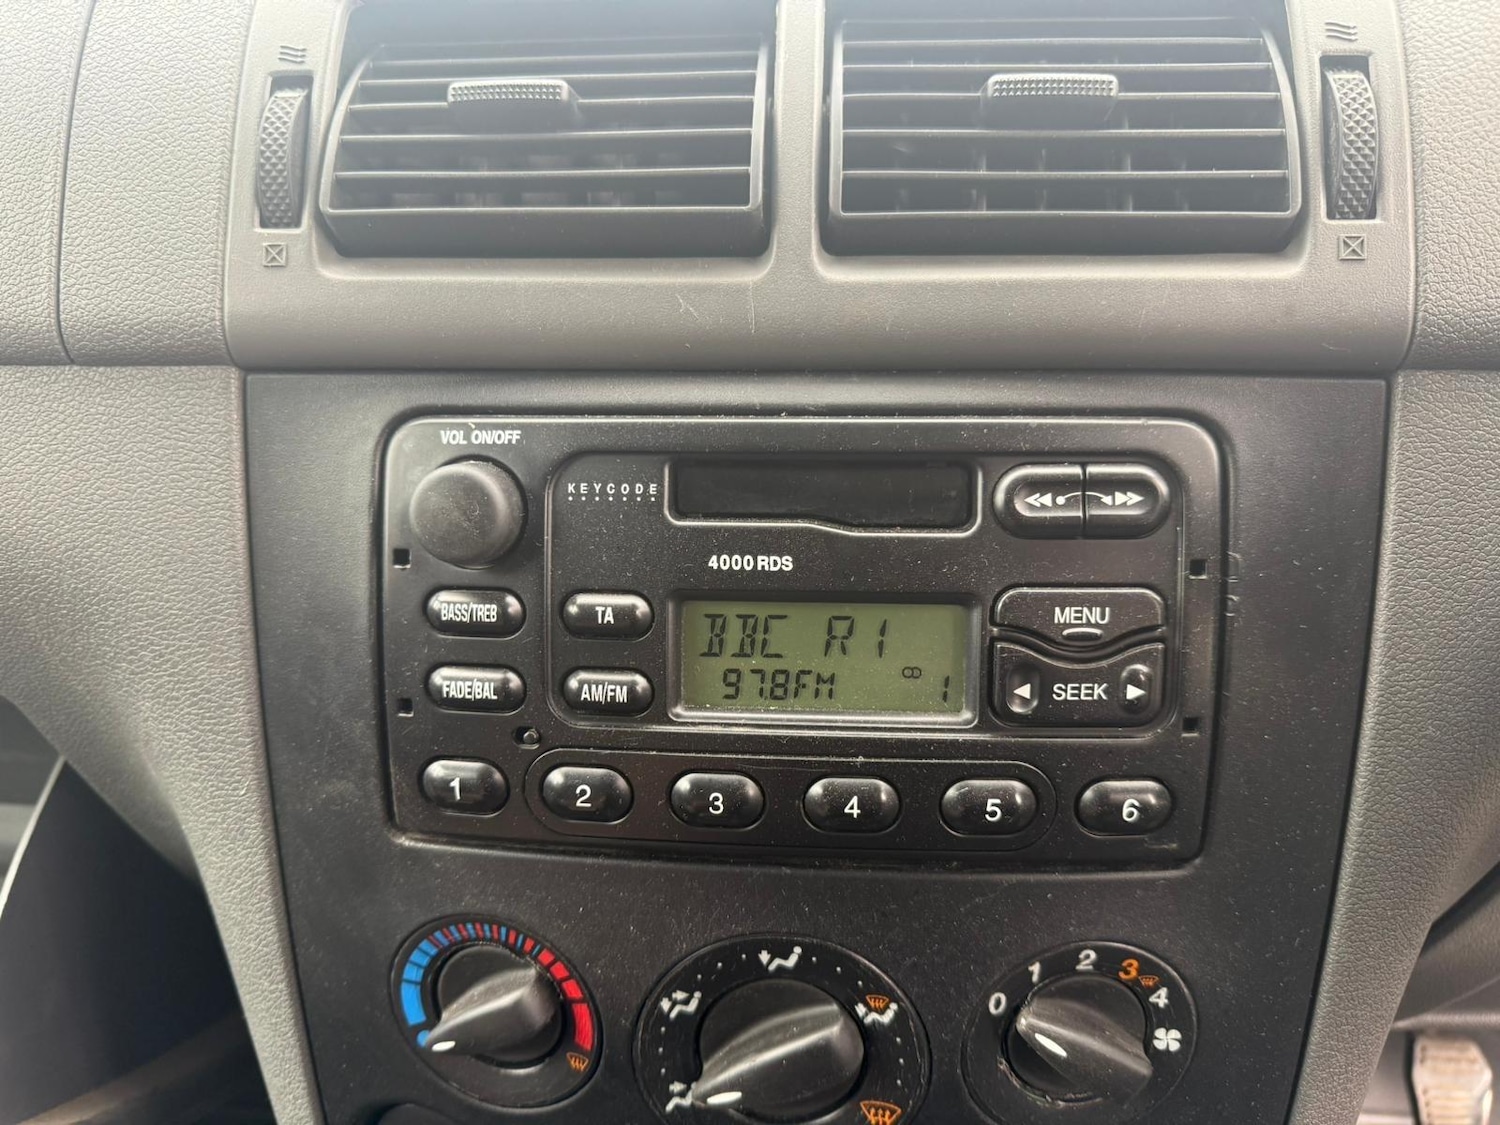 VOL ON/OFF
KEYCODE
4000 RDS
BASS/TREB
TA
BBC R1
MENU
FADE/BAL
AM/FM
97.8FM
1
SEEK
1
2
3
4
5
6
0
1
2
3
4